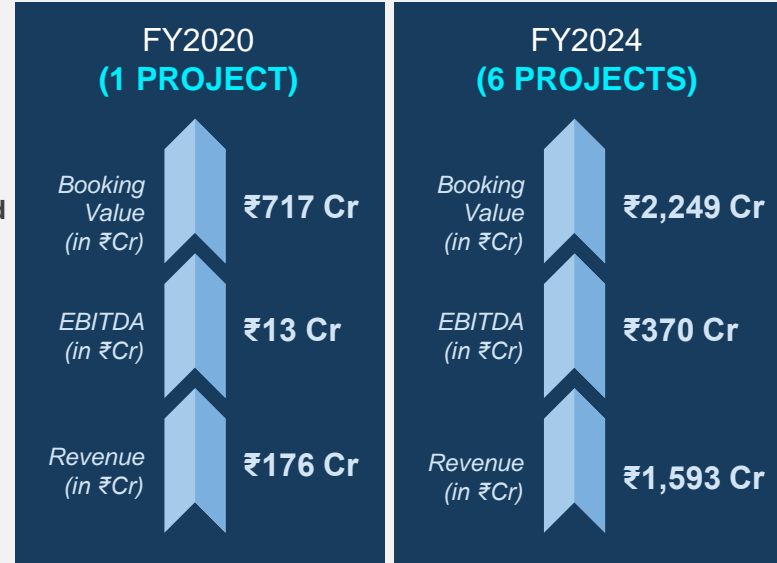 FY2020
(1 PROJECT)
Booking
Value
(in ₹Cr)
₹717 Cr
EBITDA
(in ₹Cr)
₹13 Cr
Revenue
(in ₹Cr)
₹176 Cr
FY2024
(6 PROJECTS)
Booking
Value
(in ₹Cr)
₹2,249 Cr
EBITDA
(in ₹Cr)
₹370 Cr
Revenue
(in ₹Cr)
₹1,593 Cr